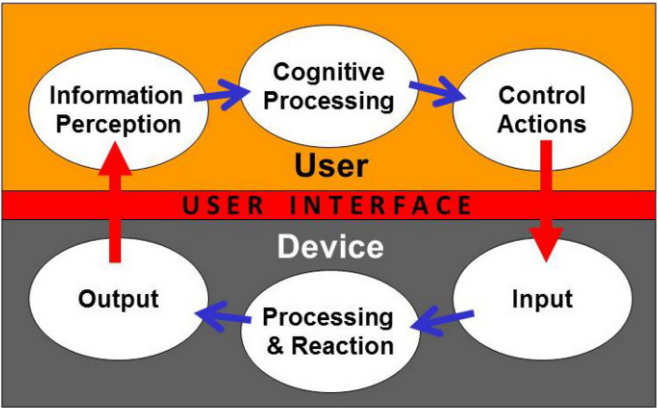 Information
Perception
Cognitive
Processing
Control
Actions
User
USER INTERFACE
Device
Output
Processing
& Reaction
Input